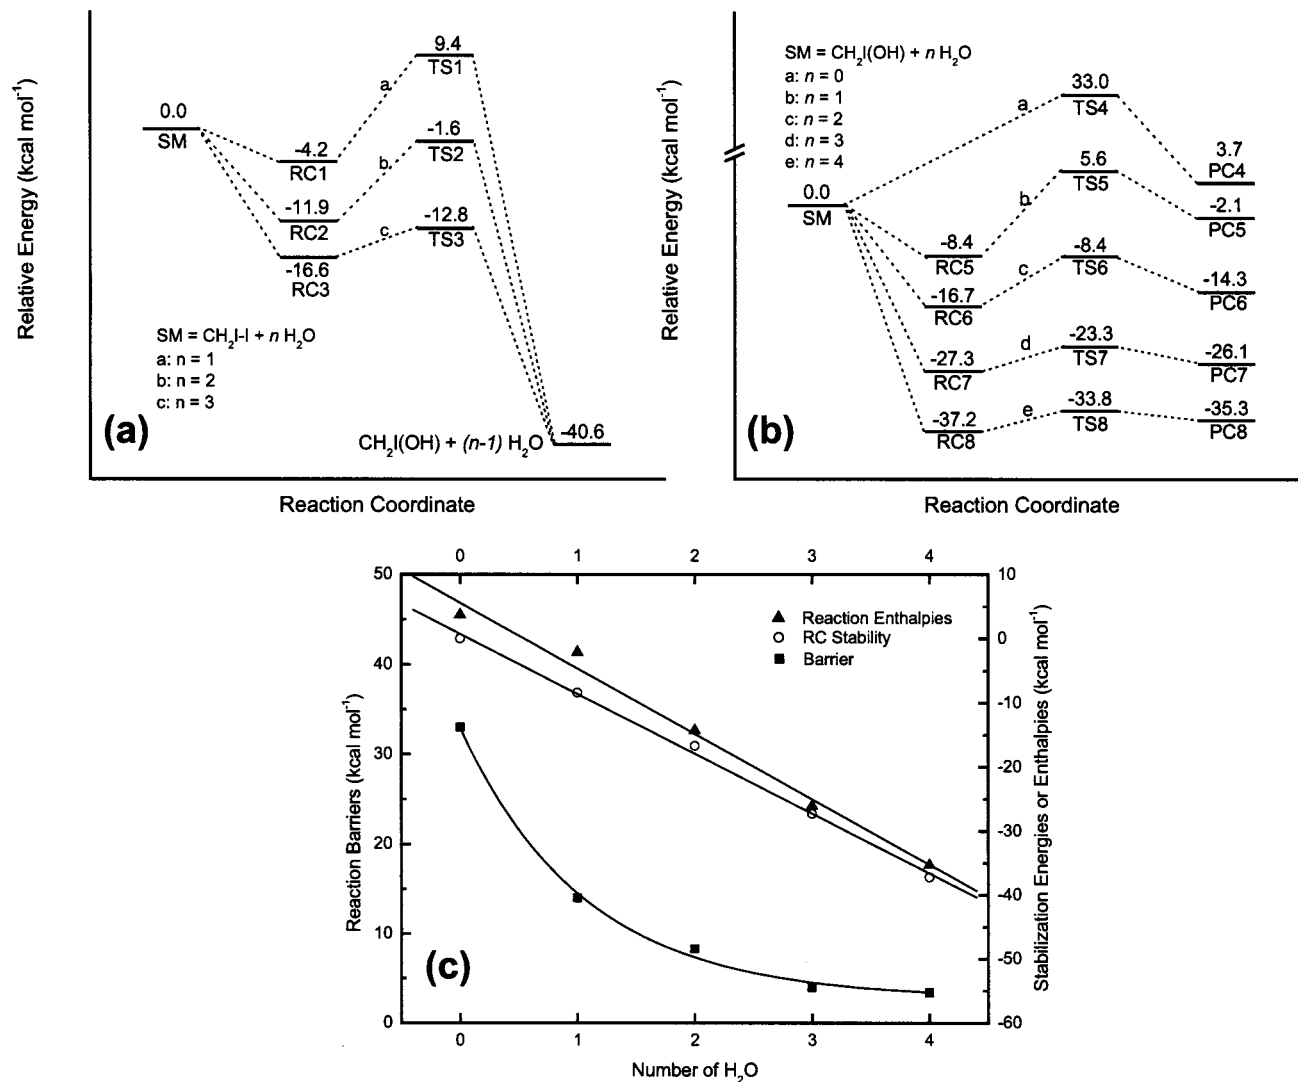 Relative Energy (kcal mol⁻¹)
0.0
SM
-4.2
RC1
-11.9
RC2
-16.6
RC3
a
b
c
9.4
TS1
-1.6
TS2
-12.8
TS3
SM = CH₂I-I + n H₂O
a: n = 1
b: n = 2
c: n = 3
(a)
CH₂I(OH) + (n-1) H₂O
-40.6
Reaction Coordinate
Relative Energy (kcal mol⁻¹)
SM = CH₂I(OH) + n H₂O
a: n = 0
b: n = 1
c: n = 2
d: n = 3
e: n = 4
0.0
SM
a
b
c
d
e
-8.4
RC5
-16.7
RC6
-27.3
RC7
-37.2
RC8
33.0
TS4
5.6
TS5
-8.4
TS6
-23.3
TS7
-33.8
TS8
3.7
PC4
-2.1
PC5
-14.3
PC6
-26.1
PC7
-35.3
PC8
(b)
Reaction Coordinate
0 1 2 3 4
50
40
30
20
10
0
Reaction Barriers (kcal mol⁻¹)
Reaction Enthalpies
RC Stability
Barrier
(c)
10
0
-10
-20
-30
-40
-50
-60
Stabilization Energies or Enthalpies (kcal mol⁻¹)
0 1 2 3 4
Number of H₂O